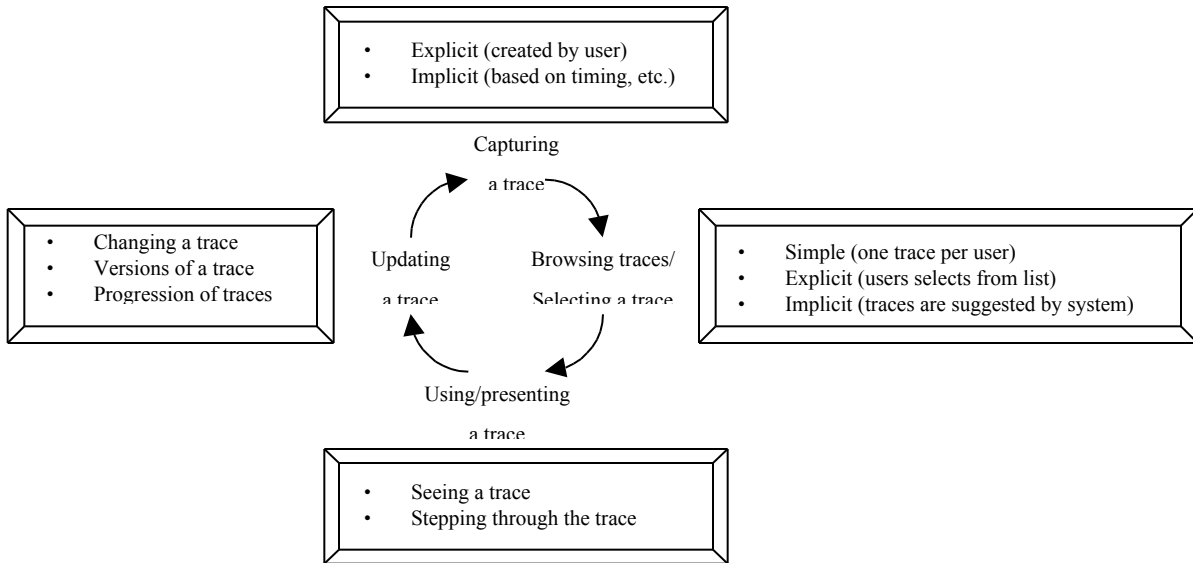 • Explicit (created by user)
• Implicit (based on timing, etc.)
Capturing
a trace
• Changing a trace
• Versions of a trace
• Progression of traces
Updating
a trace
Browsing traces/
Selecting a trace
• Simple (one trace per user)
• Explicit (users selects from list)
• Implicit (traces are suggested by system)
Using/presenting
a trace
• Seeing a trace
• Stepping through the trace